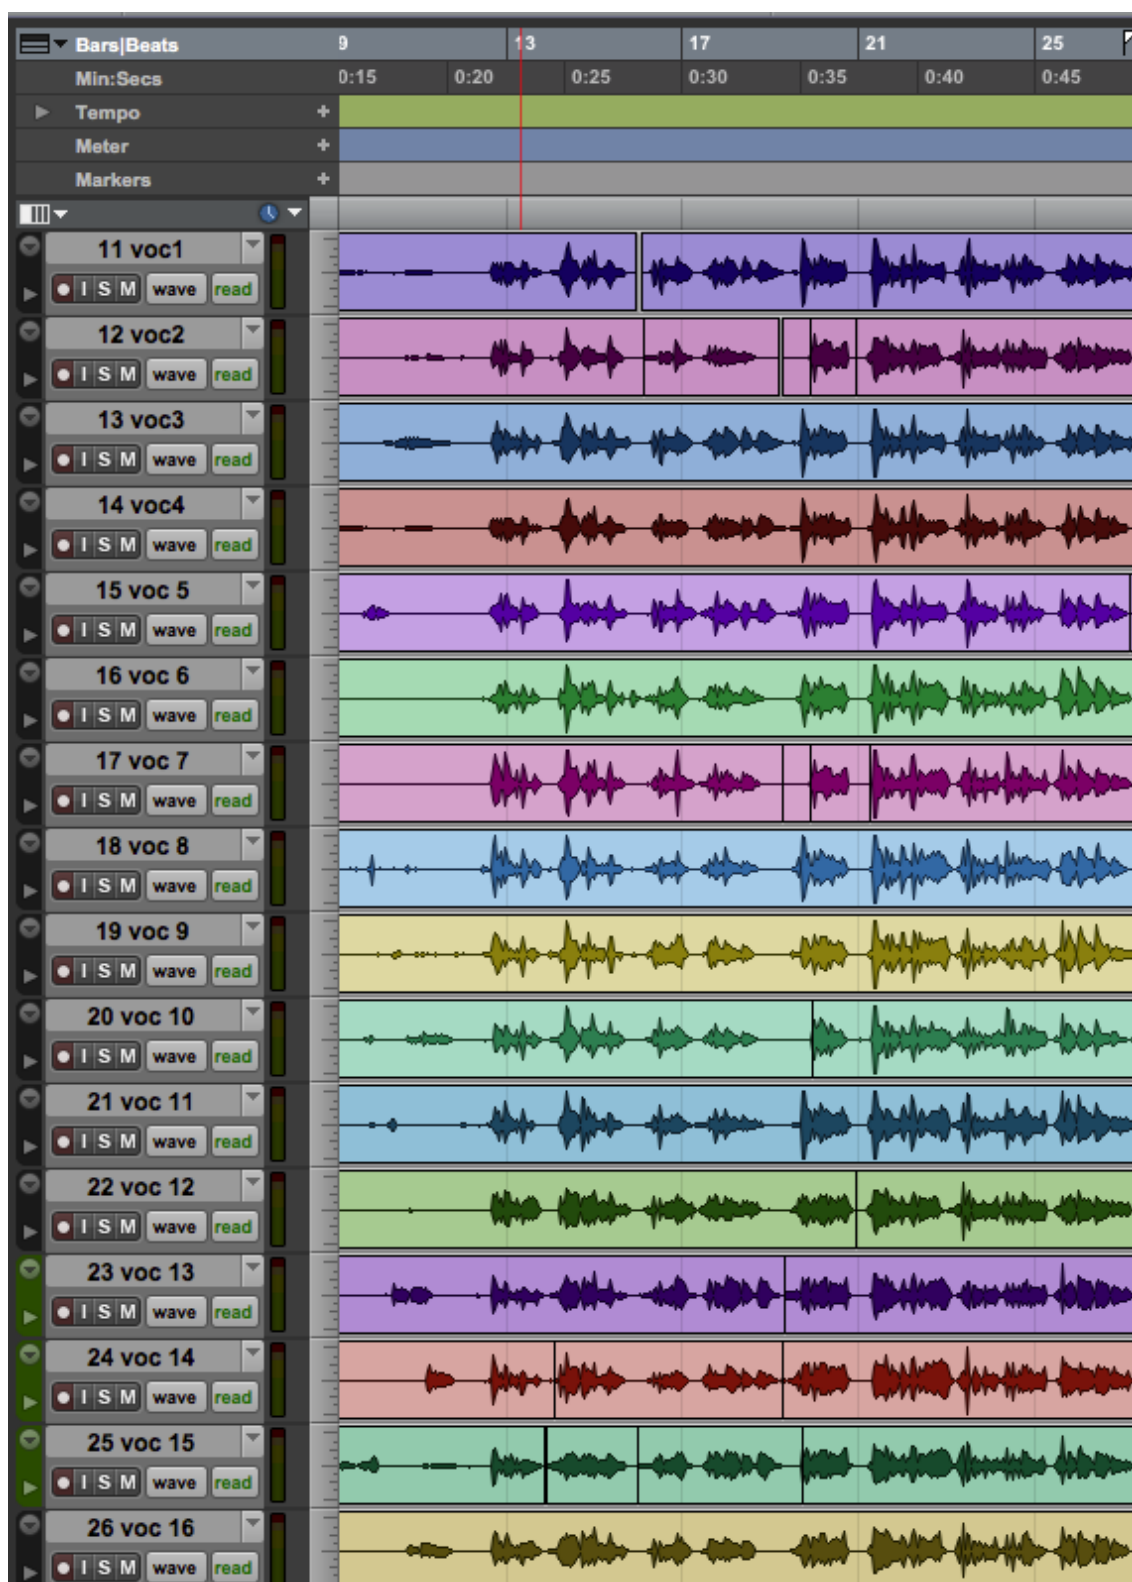 Bars|Beats 9 13 17 21 25
Min:Secs 0:15 0:20 0:25 0:30 0:35 0:40 0:45
Tempo +
Meter +
Markers +
11 voc1
I S M wave read
12 voc2
I S M wave read
13 voc3
I S M wave read
14 voc4
I S M wave read
15 voc 5
I S M wave read
16 voc 6
I S M wave read
17 voc 7
I S M wave read
18 voc 8
I S M wave read
19 voc 9
I S M wave read
20 voc 10
I S M wave read
21 voc 11
I S M wave read
22 voc 12
I S M wave read
23 voc 13
I S M wave read
24 voc 14
I S M wave read
25 voc 15
I S M wave read
26 voc 16
I S M wave read